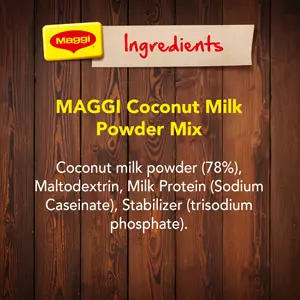 Maggi
Ingredients
MAGGI Coconut Milk
Powder Mix
Coconut milk powder (78%),
Maltodextrin, Milk Protein (Sodium
Caseinate), Stabilizer (trisodium
phosphate).